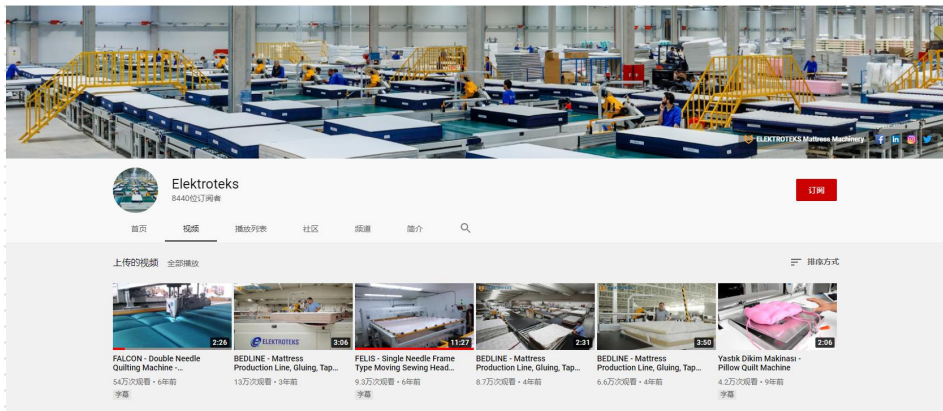 ELEKTROTEKS Mattress Machinery
Elektroteks
8440位订阅者
订阅
首页 视频 播放列表 社区 频道 简介
上传的视频 全部播放 排序方式
2:26 3:06 11:27 2:31 3:50 2:06
ELEKTROTEKS
FALCON - Double Needle
Quilting Machine -...
54万次观看 • 6年前
字幕
BEDLINE - Mattress
Production Line, Gluing, Tap...
13万次观看 • 3年前
FELIS - Single Needle Frame
Type Moving Sewing Head...
9.3万次观看 • 6年前
字幕
BEDLINE - Mattress
Production Line, Gluing, Tap...
8.7万次观看 • 4年前
BEDLINE - Mattress
Production Line, Gluing, Tap...
6.6万次观看 • 4年前
Yastık Dikim Makinası -
Pillow Quilt Machine
4.2万次观看 • 9年前
字幕